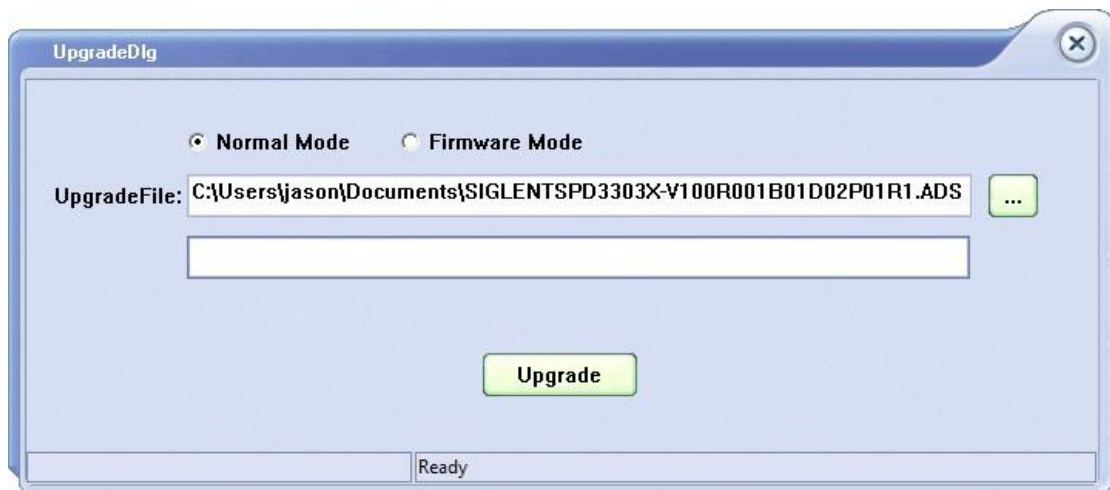 UpgradeDlg
Normal Mode Firmware Mode
UpgradeFile: C:\Users\jason\Documents\SIGLENTSPD3303X-V100R001B01D02P01R1.ADS ...
Upgrade
Ready